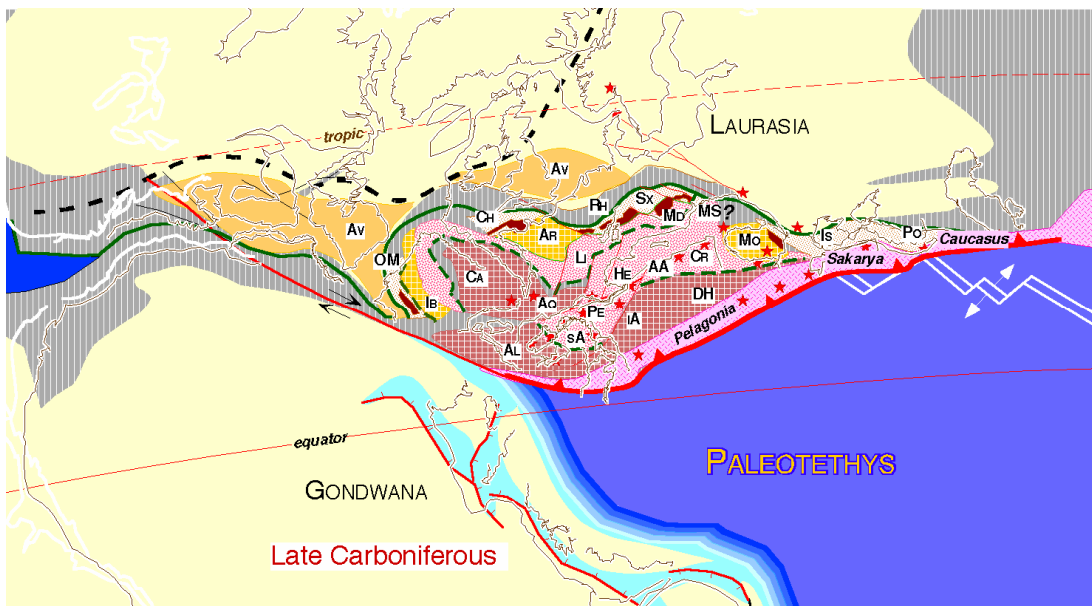 tropic
LAURASIA
AV
RH
SX
MD
MS?
CH
AR
MO
IS
PO
Caucasus
AV
OM
LI
HE
AA
CR
Sakarya
CA
IB
AQ
PE
IA
DH
Pelagonia
AL
SA
equator
PALEOTETHYS
GONDWANA
Late Carboniferous